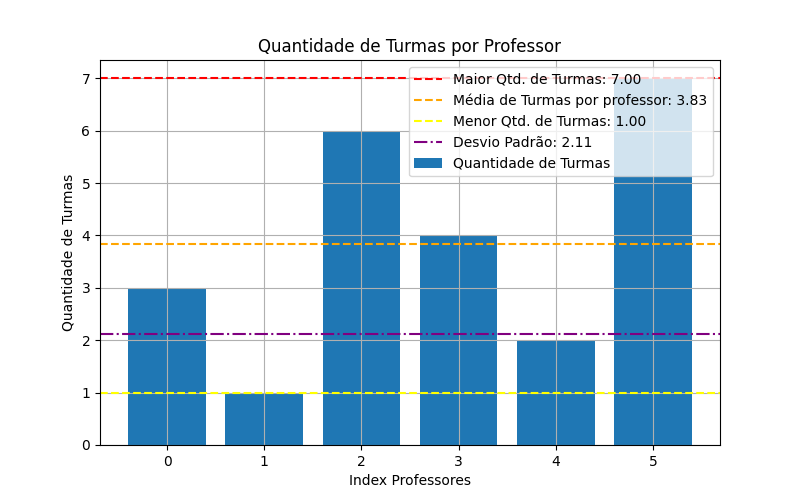 Quantidade de Turmas por Professor
Maior Qtd. de Turmas: 7.00
Média de Turmas por professor: 3.83
Menor Qtd. de Turmas: 1.00
Desvio Padrão: 2.11
Quantidade de Turmas
Quantidade de Turmas
7
6
5
4
3
2
1
0
0 1 2 3 4 5
Index Professores